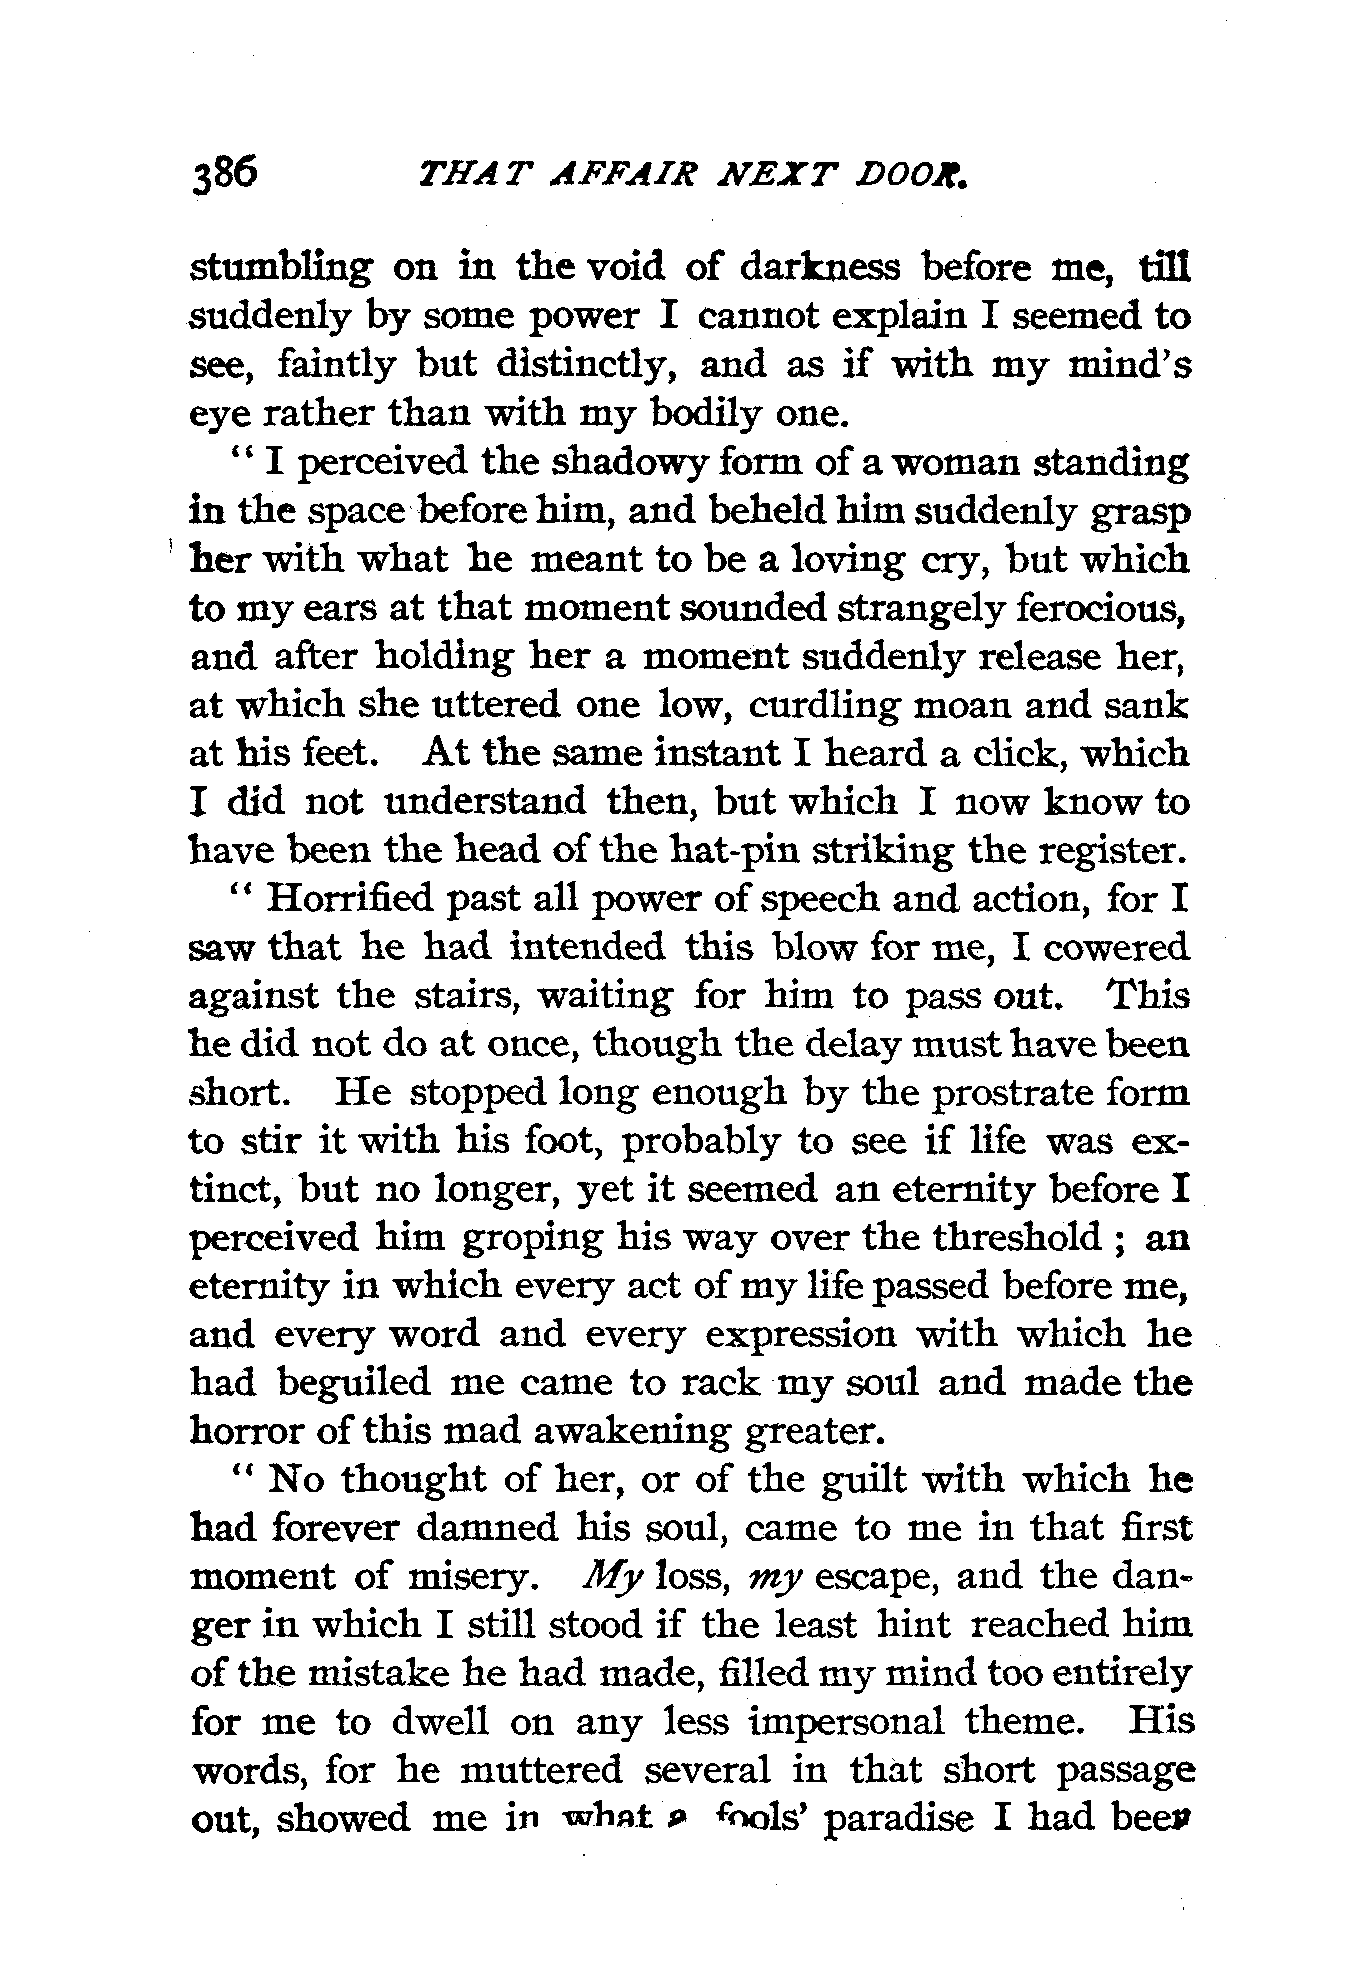 386 THAT AFFAIR NEXT DOOR.
stumbling on in the void of darkness before me, till
suddenly by some power I cannot explain I seemed to
see, faintly but distinctly, and as if with my mind's
eye rather than with my bodily one.
“ I perceived the shadowy form of a woman standing
in the space before him, and beheld him suddenly grasp
her with what he meant to be a loving cry, but which
to my ears at that moment sounded strangely ferocious,
and after holding her a moment suddenly release her,
at which she uttered one low, curdling moan and sank
at his feet. At the same instant I heard a click, which
I did not understand then, but which I now know to
have been the head of the hat-pin striking the register.
“ Horrified past all power of speech and action, for I
saw that he had intended this blow for me, I cowered
against the stairs, waiting for him to pass out. This
he did not do at once, though the delay must have been
short. He stopped long enough by the prostrate form
to stir it with his foot, probably to see if life was ex-
tinct, but no longer, yet it seemed an eternity before I
perceived him groping his way over the threshold ; an
eternity in which every act of my life passed before me,
and every word and every expression with which he
had beguiled me came to rack my soul and made the
horror of this mad awakening greater.
“ No thought of her, or of the guilt with which he
had forever damned his soul, came to me in that first
moment of misery. My loss, my escape, and the dan-
ger in which I still stood if the least hint reached him
of the mistake he had made, filled my mind too entirely
for me to dwell on any less impersonal theme. His
words, for he muttered several in that short passage
out, showed me in what a fools' paradise I had been